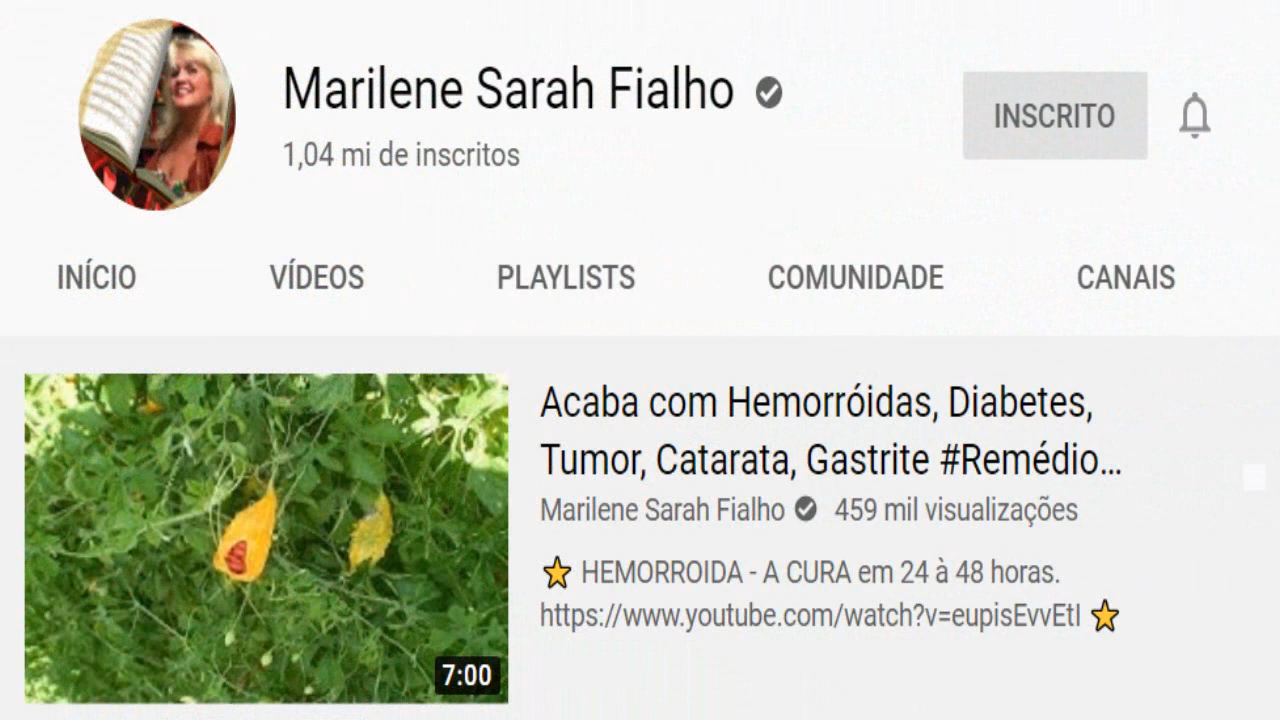 Marilene Sarah Fialho
1,04 mi de inscritos
INSCRITO
INÍCIO VÍDEOS PLAYLISTS COMUNIDADE CANAIS
Acaba com Hemorróidas, Diabetes,
Tumor, Catarata, Gastrite #Remédio...
Marilene Sarah Fialho 459 mil visualizações
⭐ HEMORROIDA - A CURA em 24 à 48 horas.
https://www.youtube.com/watch?v=eupisEvvEtI ⭐
7:00